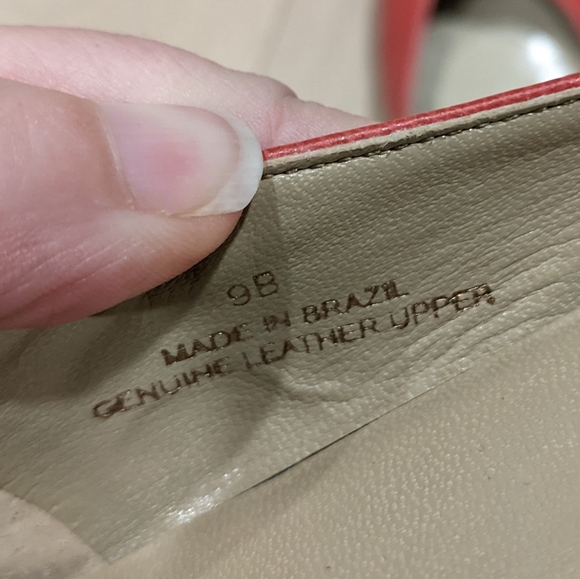 9B
MADE IN BRAZIL
GENUINE LEATHER UPPER